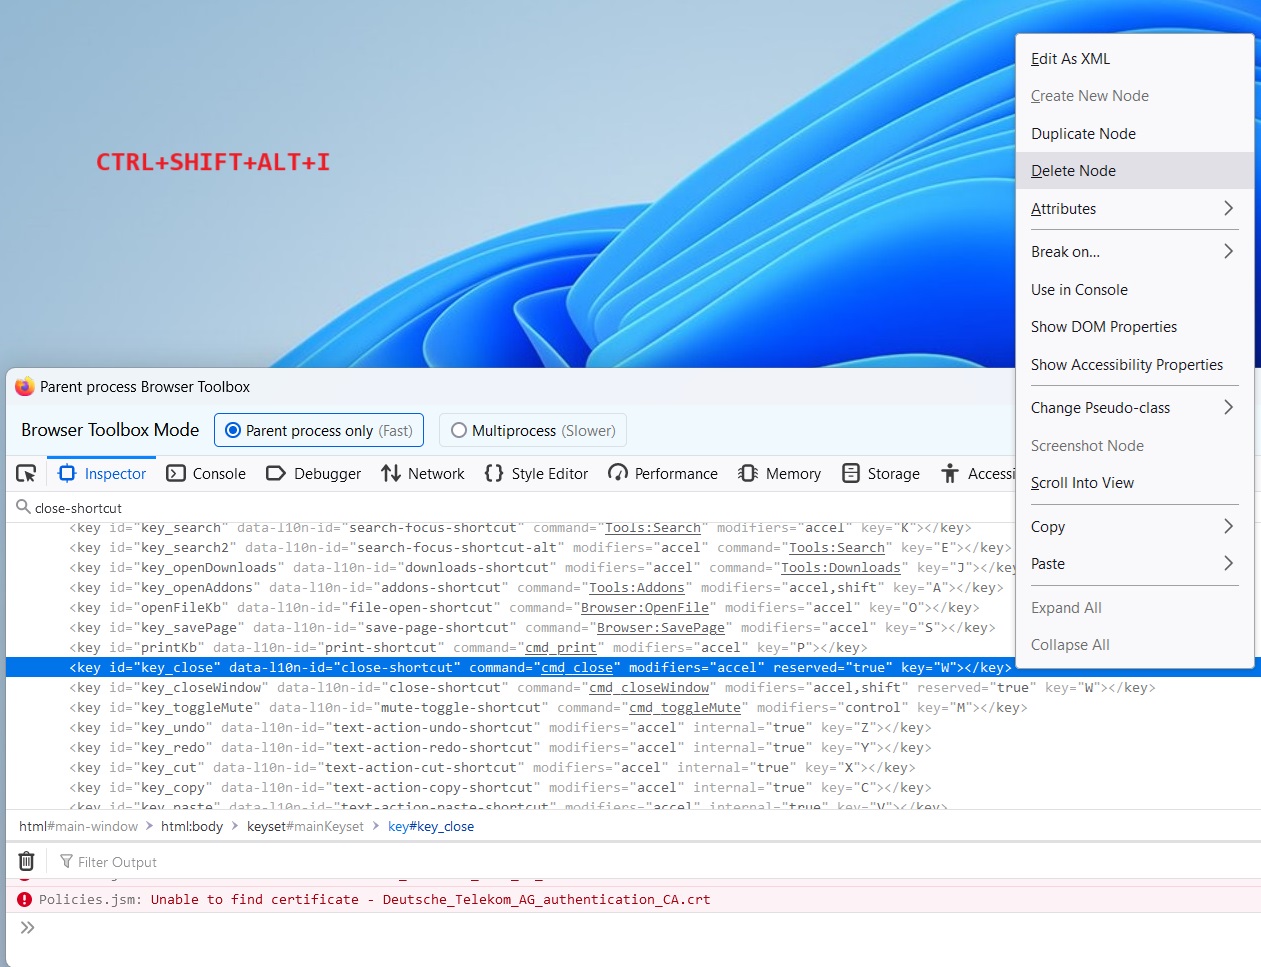 CTRL+SHIFT+ALT+I
Edit As XML
Create New Node
Duplicate Node
Delete Node
Attributes
Break on...
Use in Console
Show DOM Properties
Show Accessibility Properties
Change Pseudo-class
Screenshot Node
Scroll Into View
Copy
Paste
Expand All
Collapse All
Parent process Browser Toolbox
Browser Toolbox Mode Parent process only (Fast) Multiprocess (Slower)
Inspector Console Debugger Network Style Editor Performance Memory Storage Accessi
close-shortcut
<key id="key_search" data-l10n-id="search-focus-shortcut" command="Tools:Search" modifiers="accel" key="K"></key>
<key id="key_search2" data-l10n-id="search-focus-shortcut-alt" modifiers="accel" command="Tools:Search" key="E"></key>
<key id="key_openDownloads" data-l10n-id="downloads-shortcut" modifiers="accel" command="Tools:Downloads" key="J"></key
<key id="key_openAddons" data-l10n-id="addons-shortcut" command="Tools:Addons" modifiers="accel,shift" key="A"></key>
<key id="openFileKb" data-l10n-id="file-open-shortcut" command="Browser:OpenFile" modifiers="accel" key="O"></key>
<key id="key_savePage" data-l10n-id="save-page-shortcut" command="Browser:SavePage" modifiers="accel" key="S"></key>
<key id="printKb" data-l10n-id="print-shortcut" command="cmd_print" modifiers="accel" key="P"></key>
<key id="key_close" data-l10n-id="close-shortcut" command="cmd_close" modifiers="accel" reserved="true" key="W"></key>
<key id="key_closeWindow" data-l10n-id="close-shortcut" command="cmd_closeWindow" modifiers="accel,shift" reserved="true" key="W"></key>
<key id="key_toggleMute" data-l10n-id="mute-toggle-shortcut" command="cmd_toggleMute" modifiers="control" key="M"></key>
<key id="key_undo" data-l10n-id="text-action-undo-shortcut" modifiers="accel" internal="true" key="Z"></key>
<key id="key_redo" data-l10n-id="text-action-redo-shortcut" modifiers="accel" internal="true" key="Y"></key>
<key id="key_cut" data-l10n-id="text-action-cut-shortcut" modifiers="accel" internal="true" key="X"></key>
<key id="key_copy" data-l10n-id="text-action-copy-shortcut" modifiers="accel" internal="true" key="C"></key>
<key id="key_paste" data-l10n-id="text-action-paste-shortcut" modifiers="accel" internal="true" key="V"></key>
html#main-window > html:body > keyset#mainKeyset > key#key_close
Filter Output
Policies.jsm: Unable to find certificate - Deutsche_Telekom_AG_authentication_CA.crt